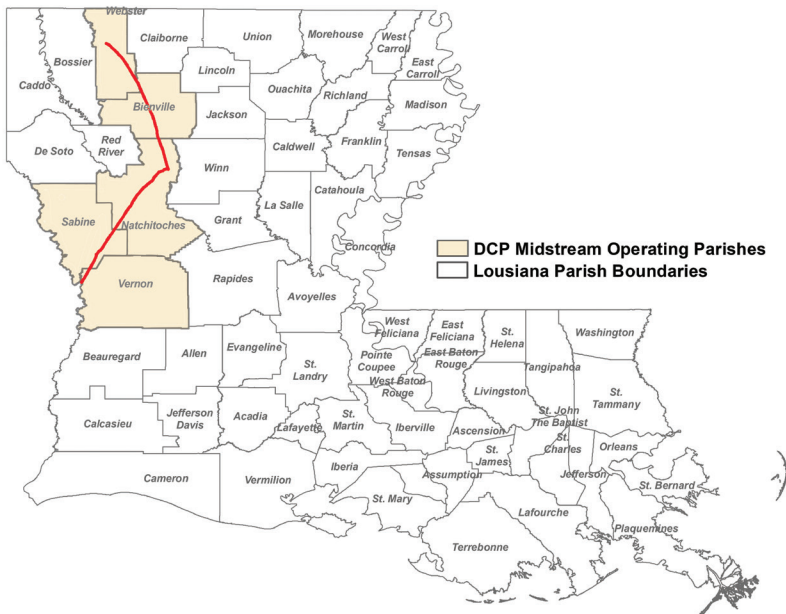 Webster
Claiborne
Union
Morehouse
West
Carroll
East
Carroll
Bossier
Caddo
Lincoln
Ouachita
Richland
Madison
Bienville
Jackson
De Soto
Red
River
Winn
Caldwell
Franklin
Tensas
Catahoula
Sabine
Natchitoches
Grant
La Salle
Concordia
DCP Midstream Operating Parishes
Lousiana Parish Boundaries
Vernon
Rapides
Avoyelles
West
Feliciana
East
Feliciana
St.
Helena
Washington
Beauregard
Allen
Evangeline
St.
Landry
Pointe
Coupee
East Baton
Rouge
Tangipahoa
West Baton
Rouge
Livingston
St.
Tammany
Calcasieu
Jefferson
Davis
Acadia
Lafayette
St.
Martin
Iberville
Ascension
St. John
The Baptist
St.
Charles
Orleans
Cameron
Vermilion
Iberia
Assumption
St.
James
Jefferson
St. Bernard
St. Mary
Lafourche
Plaquemines
Terrebonne